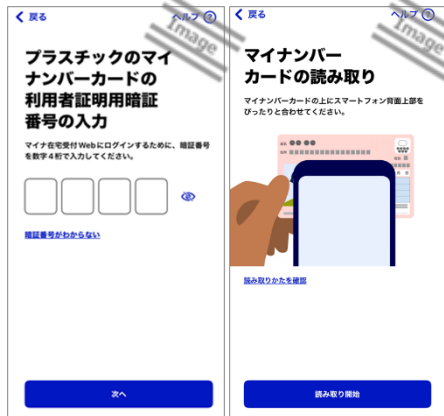 戻る
ヘルプ
Image
プラスチックのマイ
ナンバーカードの
利用者証明用暗証
番号の入力
マイナ在宅受付Webにログインするために、暗証番号
を数字4桁で入力してください。
暗証番号がわからない
次へ
戻る
ヘルプ
Image
マイナンバー
カードの読み取り
マイナンバーカードの上にスマートフォン背面上部を
ぴったりと合わせてください。
読み取りかたを確認
読み取り開始